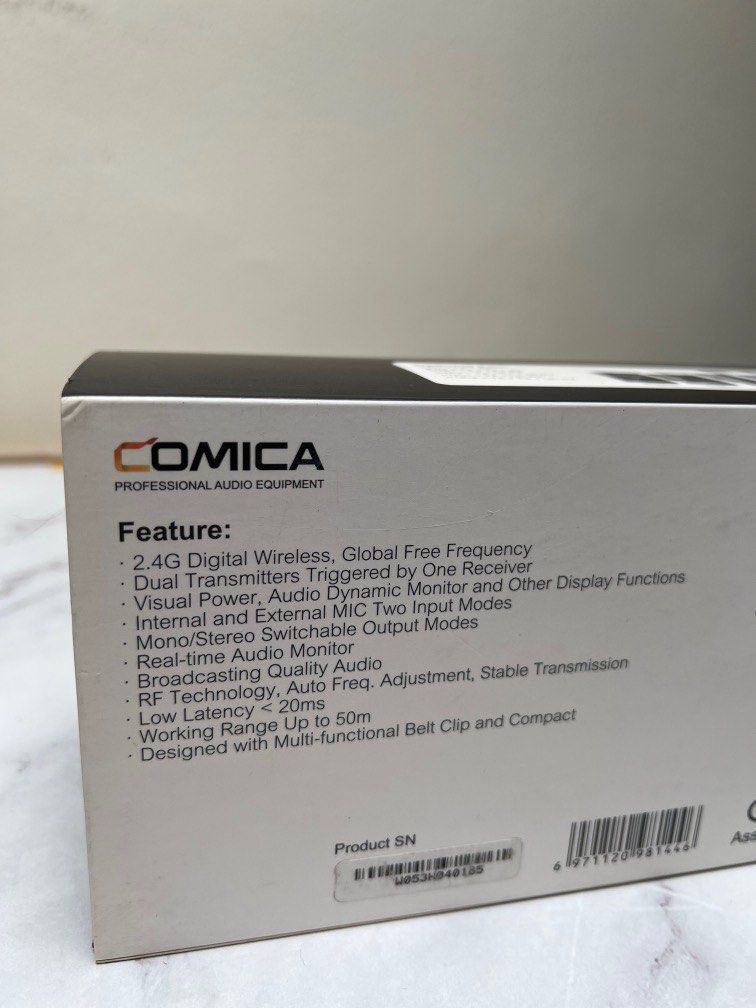 COMICA
PROFESSIONAL AUDIO EQUIPMENT
Feature:
· 2.4G Digital Wireless, Global Free Frequency
· Dual Transmitters Triggered by One Receiver
· Visual Power, Audio Dynamic Monitor and Other Display Functions
· Internal and External MIC Two Input Modes
· Mono/Stereo Switchable Output Modes
· Real-time Audio Monitor
· Broadcasting Quality Audio
· RF Technology, Auto Freq. Adjustment, Stable Transmission
· Low Latency < 20ms
· Working Range Up to 50m
· Designed with Multi-functional Belt Clip and Compact
Product SN
W053H040185
6 971120 981446
Ass